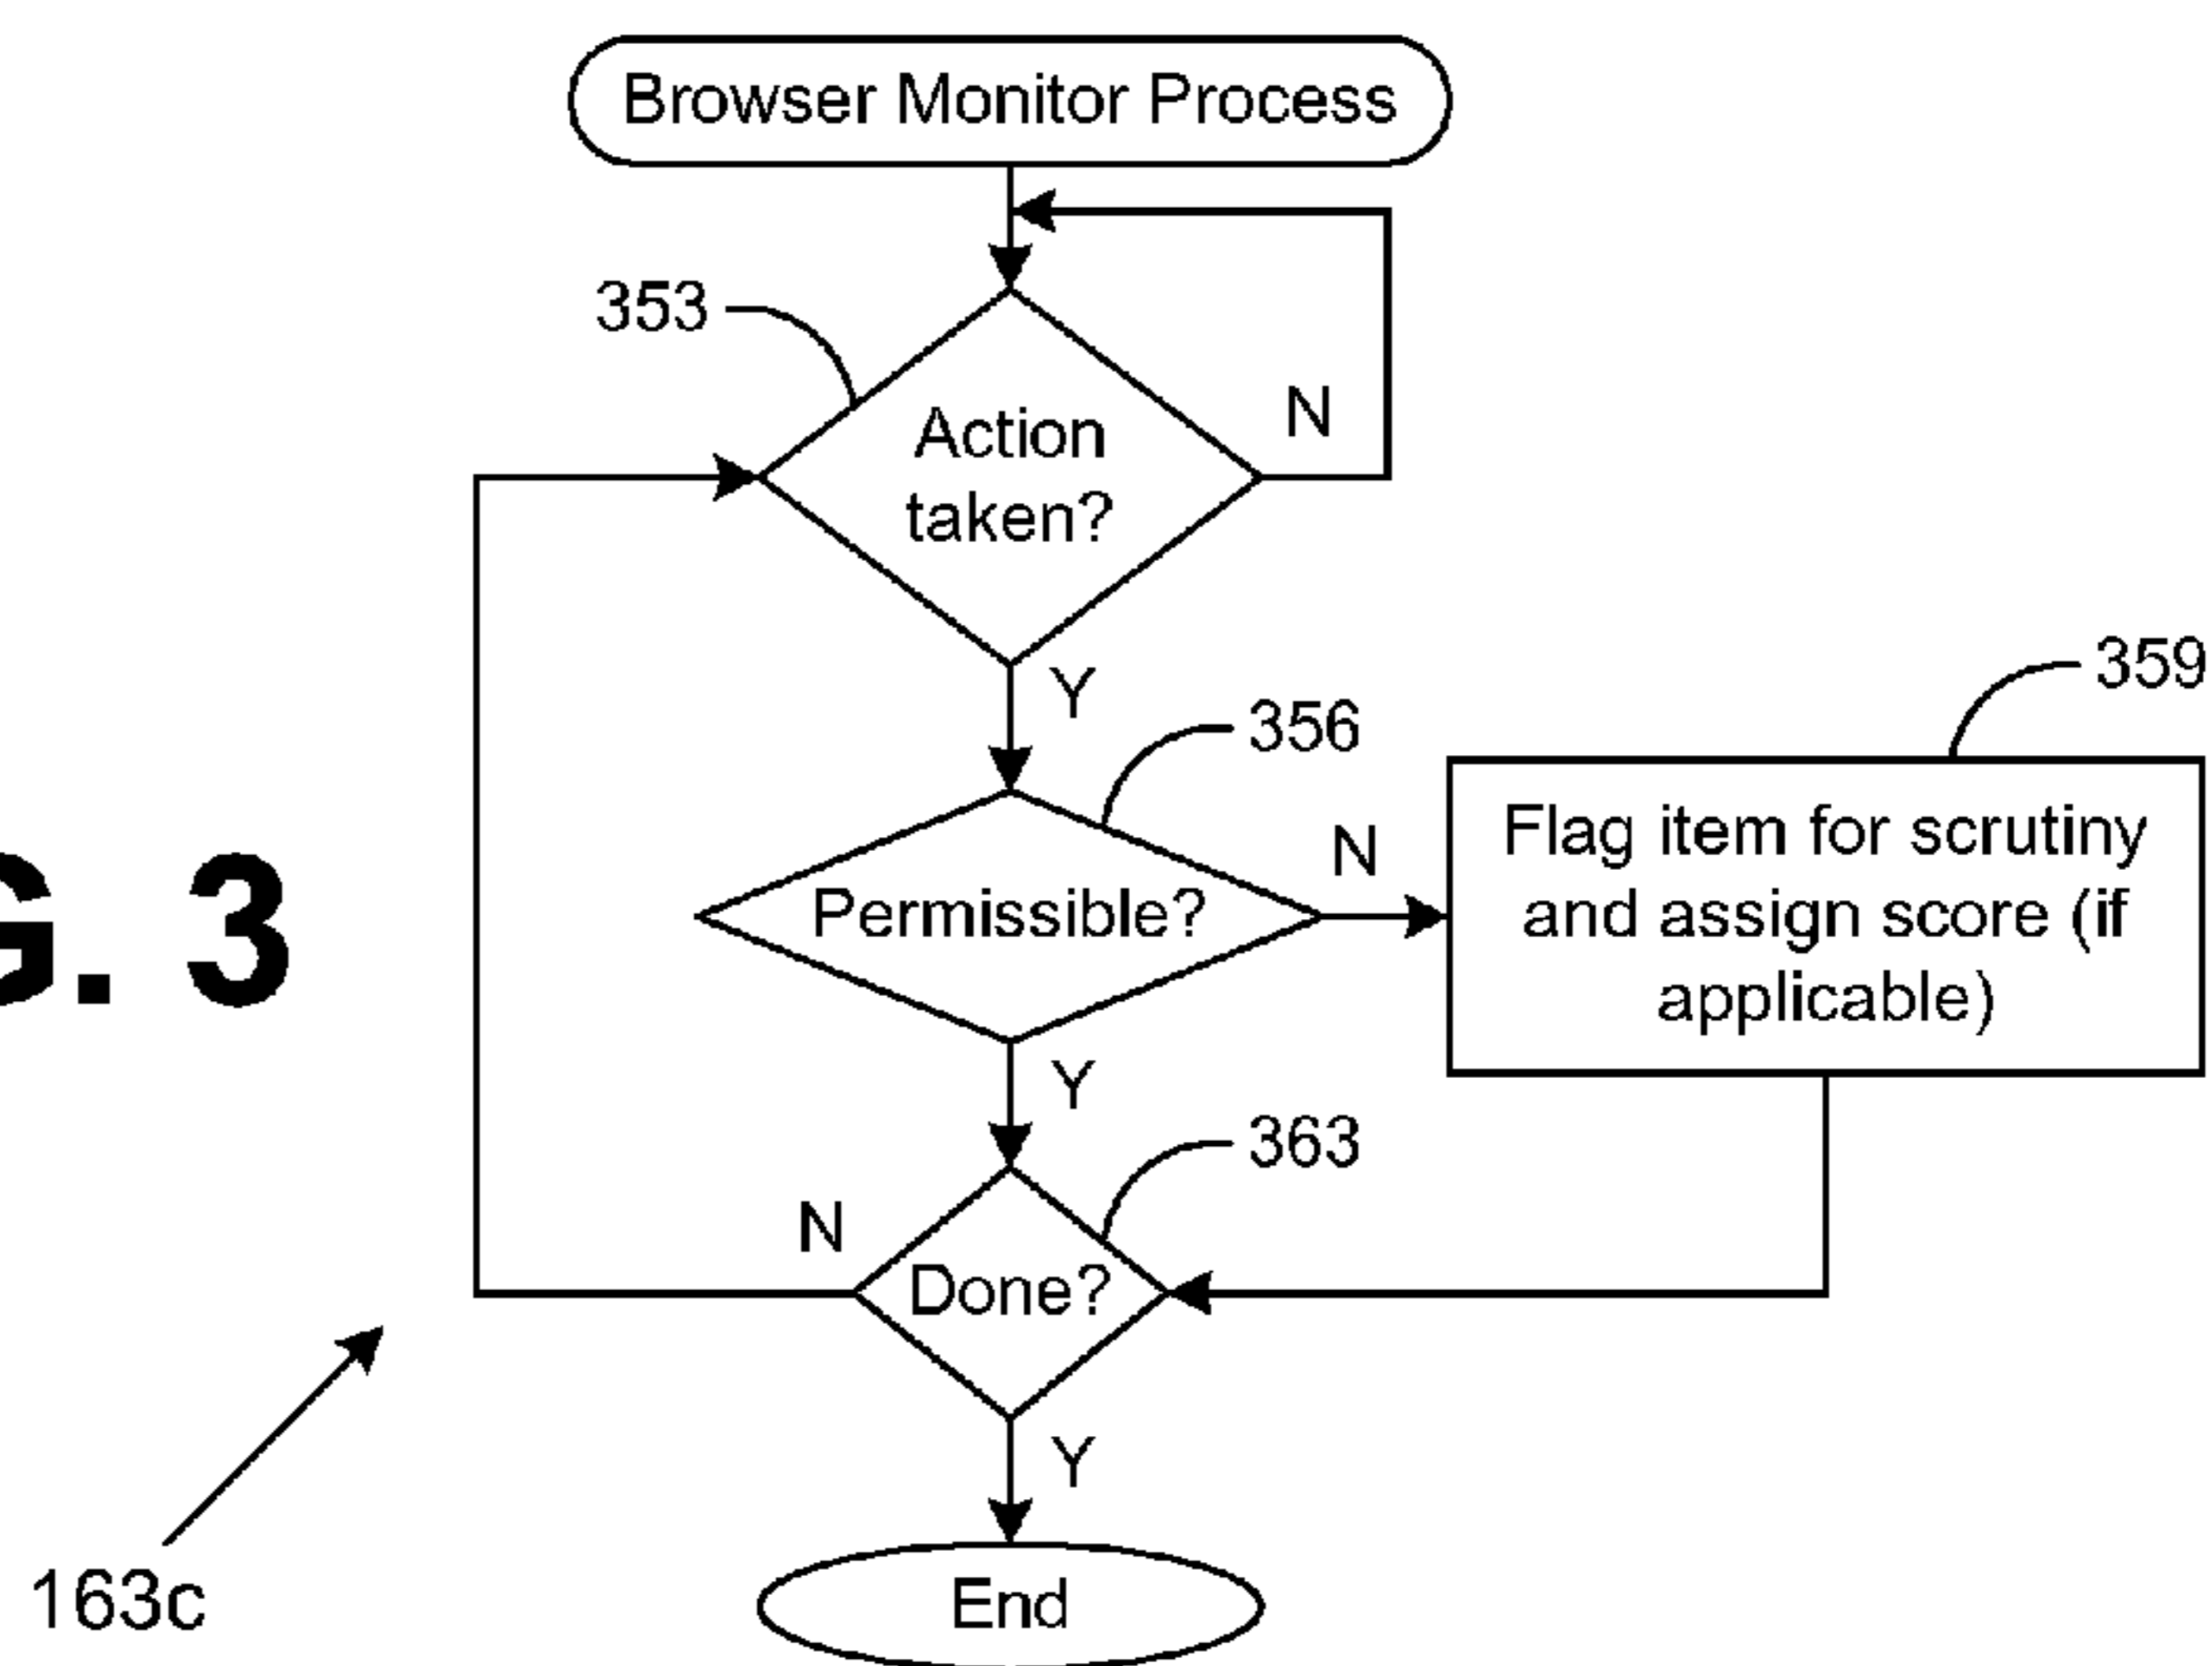 Browser Monitor Process
353
Action
taken?
N
Y
359
356
Flag item for scrutiny
and assign score (if
applicable)
N
Permissible?
G. 3
Y
363
N
Done?
Y
163c
End